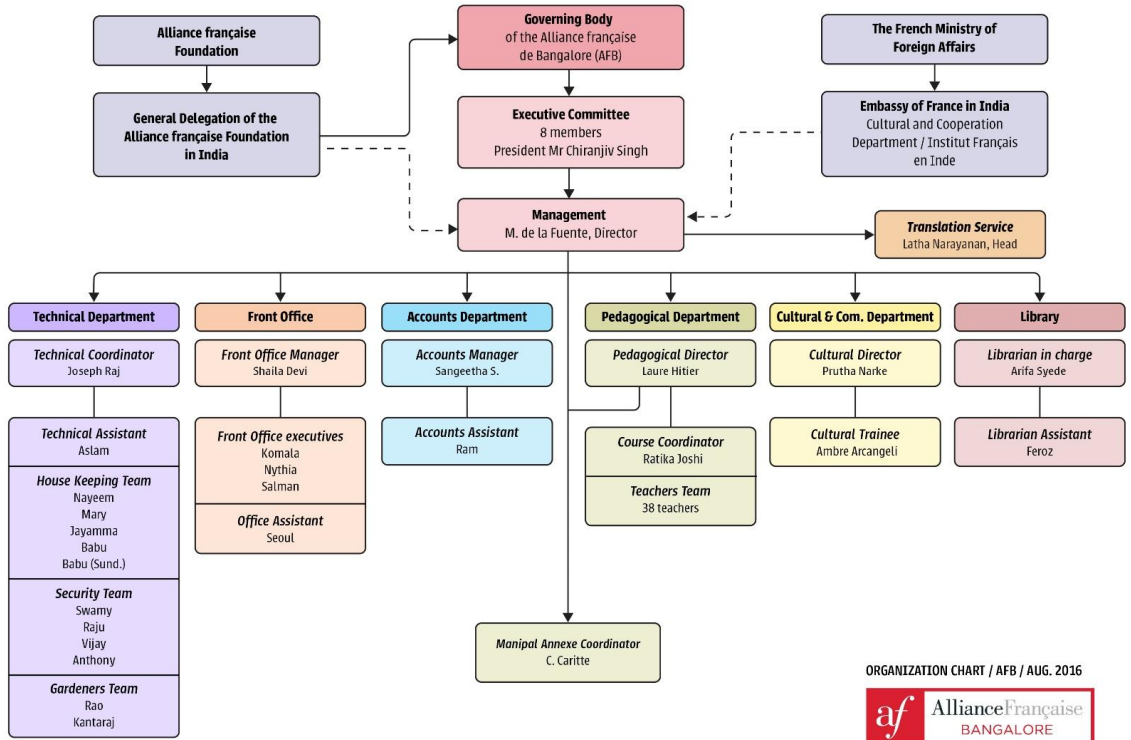 Alliance française
Foundation
General Delegation of the
Alliance française Foundation
in India
Governing Body
of the Alliance française
de Bangalore (AFB)
Executive Committee
8 members
President Mr Chiranjiv Singh
Management
M. de la Fuente, Director
The French Ministry of
Foreign Affairs
Embassy of France in India
Cultural and Cooperation
Department / Institut Français
en Inde
Translation Service
Latha Narayanan, Head
Technical Department
Technical Coordinator
Joseph Raj
Technical Assistant
Aslam
House Keeping Team
Nayeem
Mary
Jayamma
Babu
Babu (Sund.)
Security Team
Swamy
Raju
Vijay
Anthony
Gardeners Team
Rao
Kantaraj
Front Office
Front Office Manager
Shaila Devi
Front Office executives
Komala
Nythia
Salman
Office Assistant
Seoul
Accounts Department
Accounts Manager
Sangeetha S.
Accounts Assistant
Ram
Pedagogical Department
Pedagogical Director
Laure Hitier
Course Coordinator
Ratika Joshi
Teachers Team
38 teachers
Cultural & Com. Department
Cultural Director
Prutha Narke
Cultural Trainee
Ambre Arcangeli
Library
Librarian in charge
Arifa Syede
Librarian Assistant
Feroz
Manipal Annexe Coordinator
C. Caritte
ORGANIZATION CHART / AFB / AUG. 2016
af AllianceFrançaise
BANGALORE